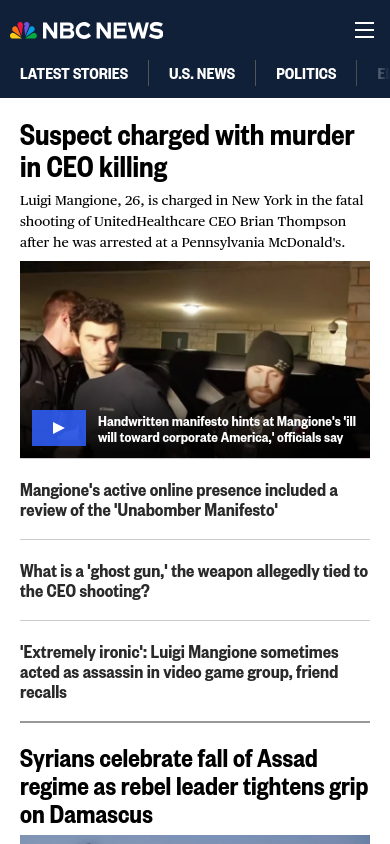 NBC NEWS
LATEST STORIES
U.S. NEWS
POLITICS
Suspect charged with murder
in CEO killing
Luigi Mangione, 26, is charged in New York in the fatal
shooting of UnitedHealthcare CEO Brian Thompson
after he was arrested at a Pennsylvania McDonald's.
Handwritten manifesto hints at Mangione's 'ill
will toward corporate America,' officials say
Mangione's active online presence included a
review of the 'Unabomber Manifesto'
What is a 'ghost gun,' the weapon allegedly tied to
the CEO shooting?
'Extremely ironic': Luigi Mangione sometimes
acted as assassin in video game group, friend
recalls
Syrians celebrate fall of Assad
regime as rebel leader tightens grip
on Damascus